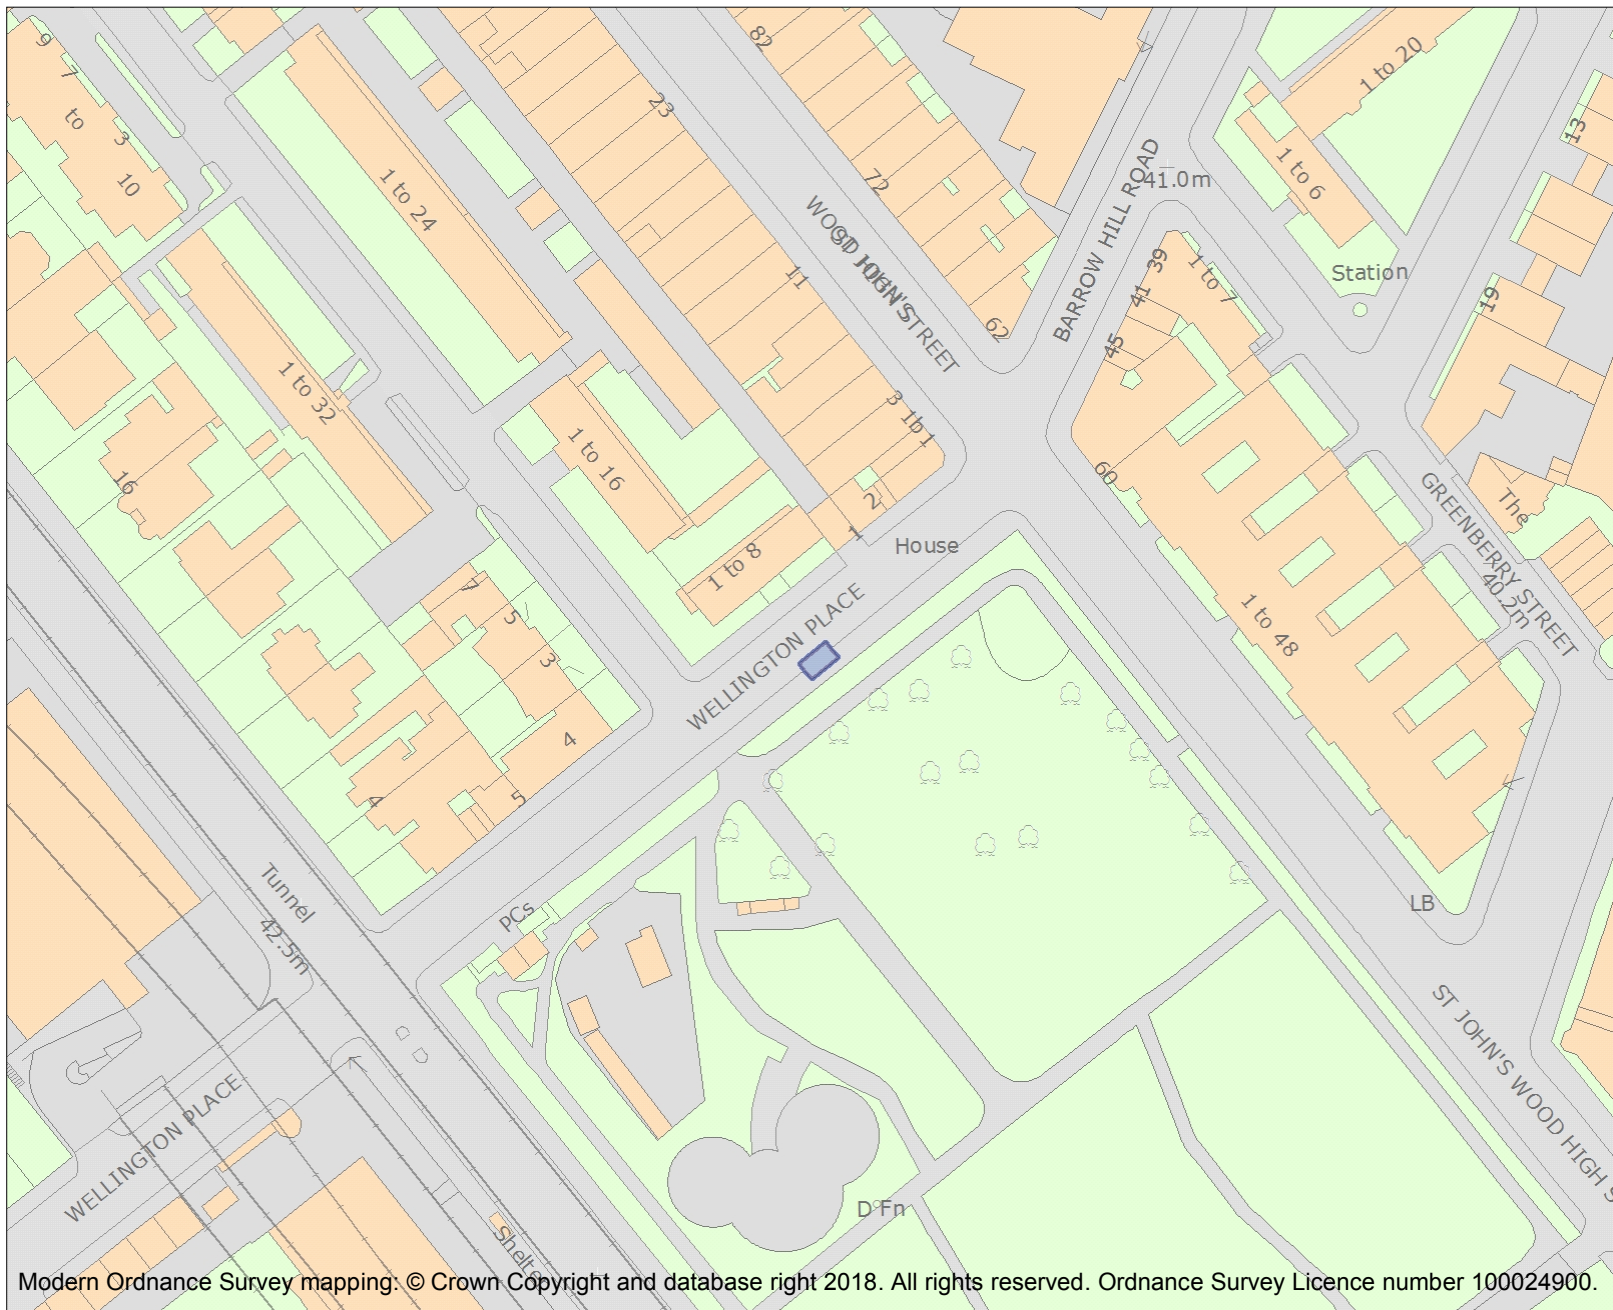 9
7
to
3
10
1 to 24
23
82
72
WOOD HIGH STREET
ST JOHN'S
11
62
BARROW HILL ROAD
41.0m
1 to 20
1 to 6
13
Station
19
39
41
45
1 to 7
1 to 32
16
1 to 16
3
1b
1
2
1
House
1 to 8
60
The
GREENBERRY STREET
40.2m
1 to 48
WELLINGTON PLACE
7
5
3
4
5
4
Tunnel
42.5m
PCs
LB
ST JOHN'S WOOD HIGH S
WELLINGTON PLACE
D Fn
Shelte
Modern Ordnance Survey mapping: © Crown Copyright and database right 2018. All rights reserved. Ordnance Survey Licence number 100024900.